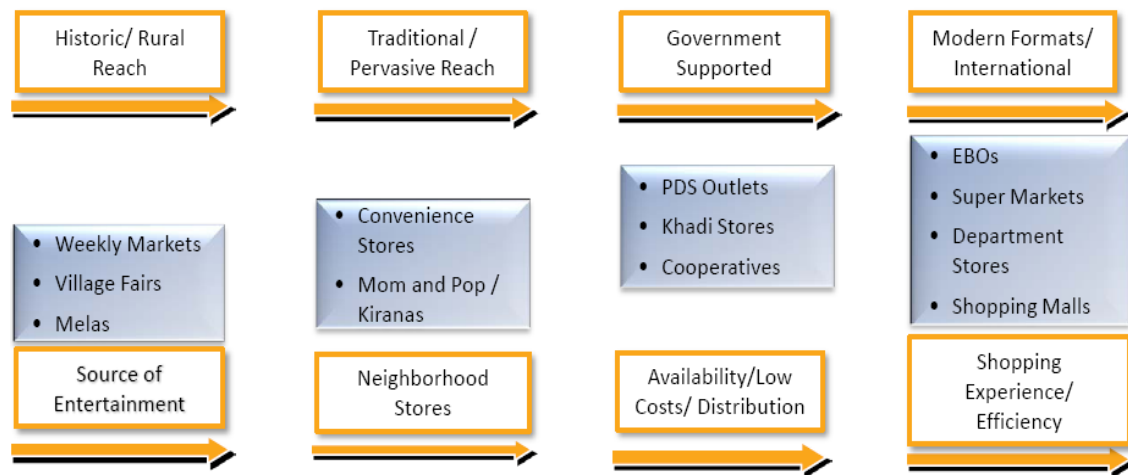 Historic/ Rural
Reach
Traditional /
Pervasive Reach
Government
Supported
Modern Formats/
International
• Weekly Markets
• Village Fairs
• Melas
• Convenience
Stores
• Mom and Pop /
Kiranas
• PDS Outlets
• Khadi Stores
• Cooperatives
• EBOs
• Super Markets
• Department
Stores
• Shopping Malls
Source of
Entertainment
Neighborhood
Stores
Availability/Low
Costs/ Distribution
Shopping
Experience/
Efficiency